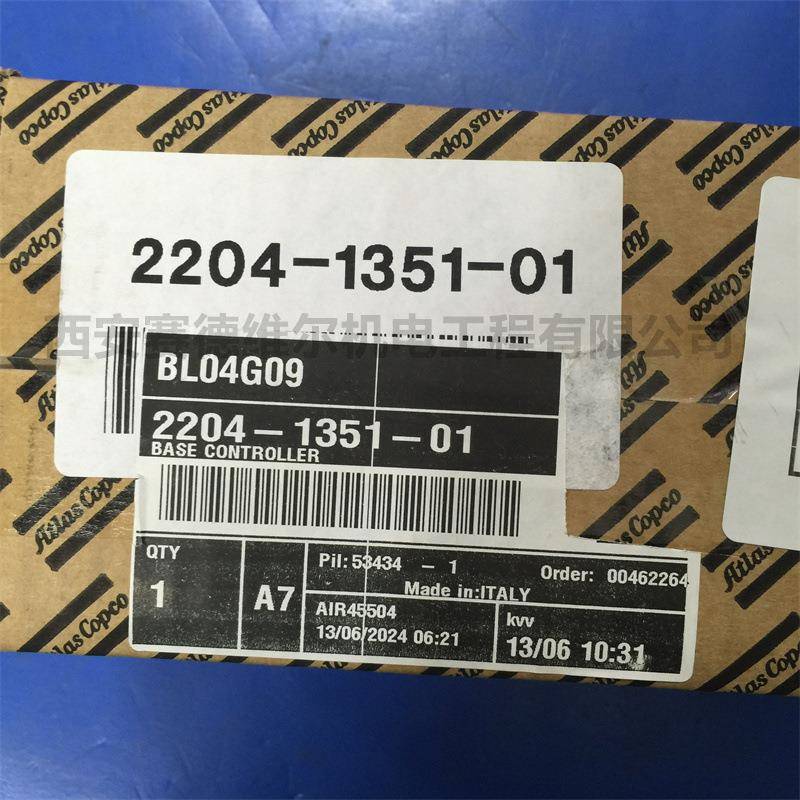 Atlas Copco
2204-1351-01
西安赛德维尔机电工程有限公司
BL04G09
2204-1351-01
BASE CONTROLLER
QTY
1
A7
Pil: 53434 - 1
Order: 00462264
Made in:ITALY
AIR45504
13/06/2024 06:21
kvv
13/06 10:31